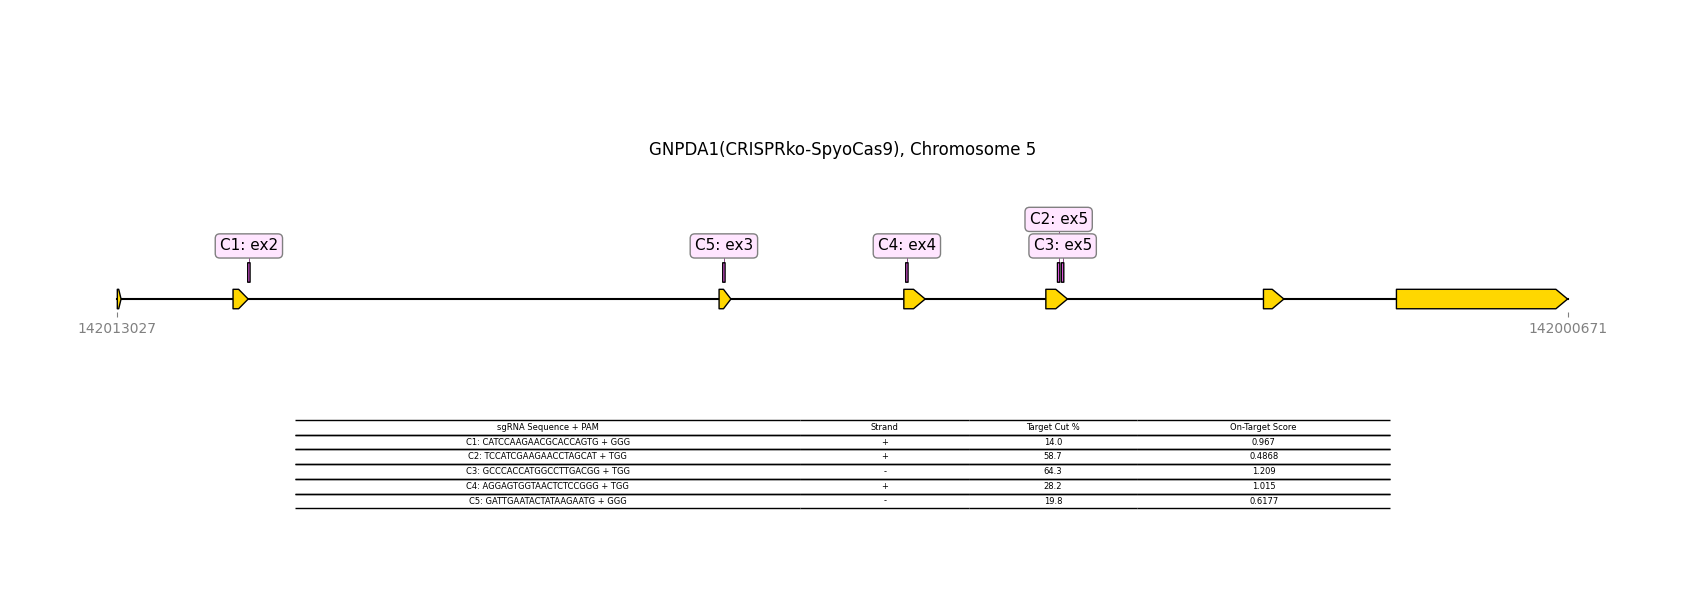 GNPDA1(CRISPRko-SpyoCas9), Chromosome 5
C2: ex5
C1: ex2 C5: ex3 C4: ex4 C3: ex5
142013027 142000671
sgRNA Sequence + PAM Strand Target Cut % On-Target Score
C1: CATCCAAGAACGCACCAGTG + GGG + 14.0 0.967
C2: TCCATCGAAGAACCTAGCAT + TGG + 58.7 0.4868
C3: GCCCACCATGGCCTTGACGG + TGG - 64.3 1.209
C4: AGGAGTGGTAACTCTCCGGG + TGG + 28.2 1.015
C5: GATTGAATACTATAAGAATG + GGG - 19.8 0.6177